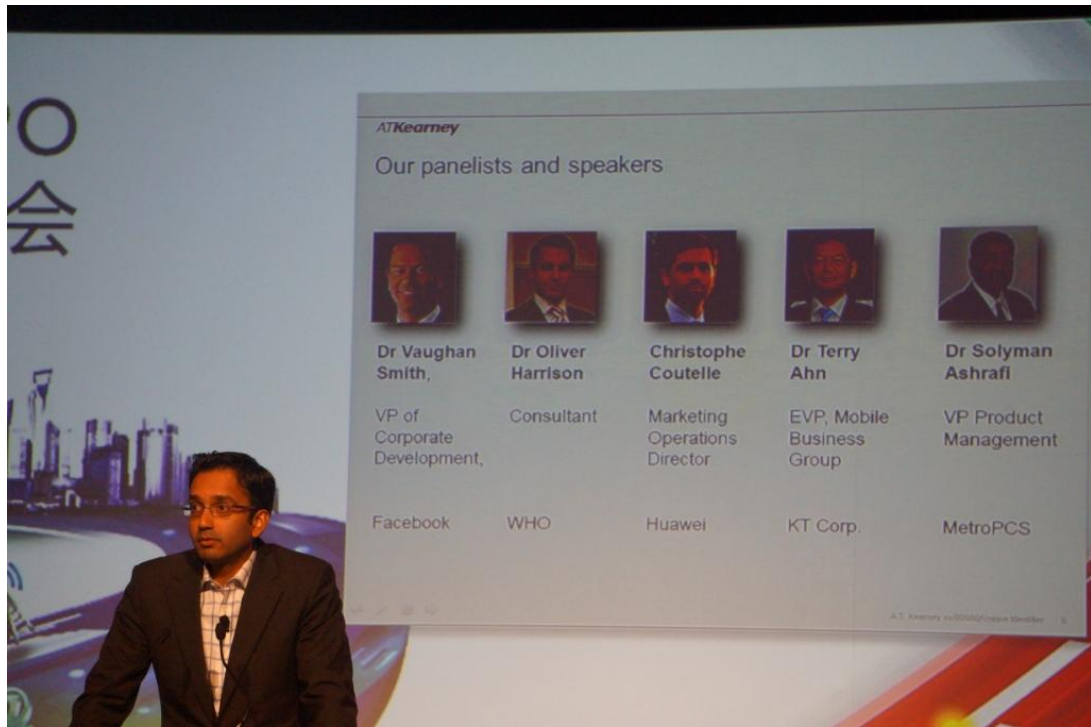 O
会
ATKearney
Our panelists and speakers
Dr Vaughan
Smith,
VP of
Corporate
Development,
Facebook
Dr Oliver
Harrison
Consultant
WHO
Christophe
Coutelle
Marketing
Operations
Director
Huawei
Dr Terry
Ahn
EVP, Mobile
Business
Group
KT Corp.
Dr Solyman
Ashrafi
VP Product
Management
MetroPCS
A.T. Kearney